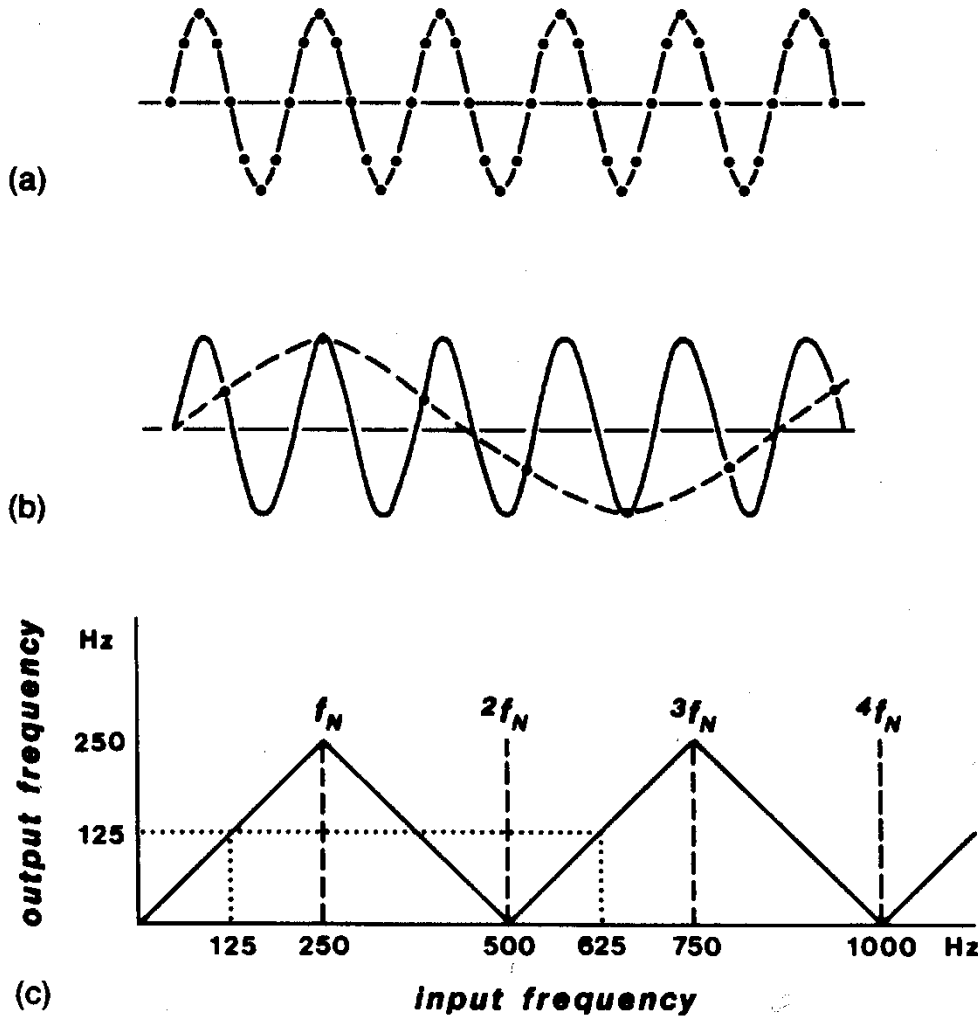 (a)
(b)
output frequency
Hz
f_N
2f_N
3f_N
4f_N
250
125
125 250 500 625 750 1000 Hz
(c)
input frequency